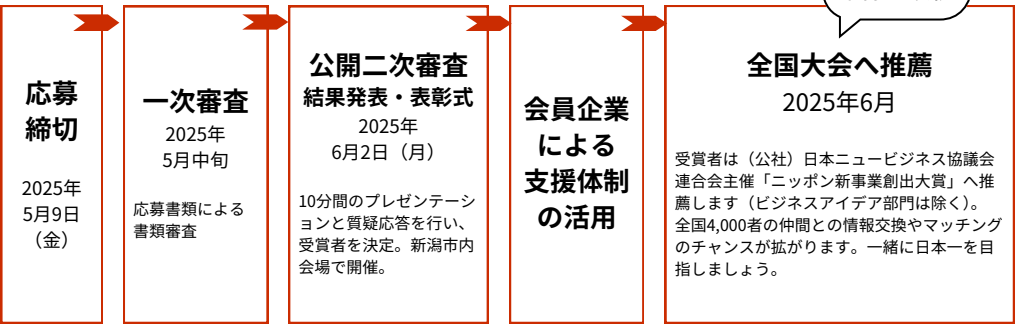 応募
締切
2025年
5月9日
（金）
一次審査
2025年
5月中旬
応募書類による
書類審査
公開二次審査
結果発表・表彰式
2025年
6月2日（月）
10分間のプレゼンテーシ
ョンと質疑応答を行い、
受賞者を決定。新潟市内
会場で開催。
会員企業
による
支援体制
の活用
全国大会へ推薦
2025年6月
受賞者は（公社）日本ニュービジネス協議会
連合会主催「ニッポン新事業創出大賞」へ推
薦します（ビジネスアイデア部門は除く）。
全国4,000者の仲間との情報交換やマッチング
のチャンスが拡がります。一緒に日本一を目
指しましょう。